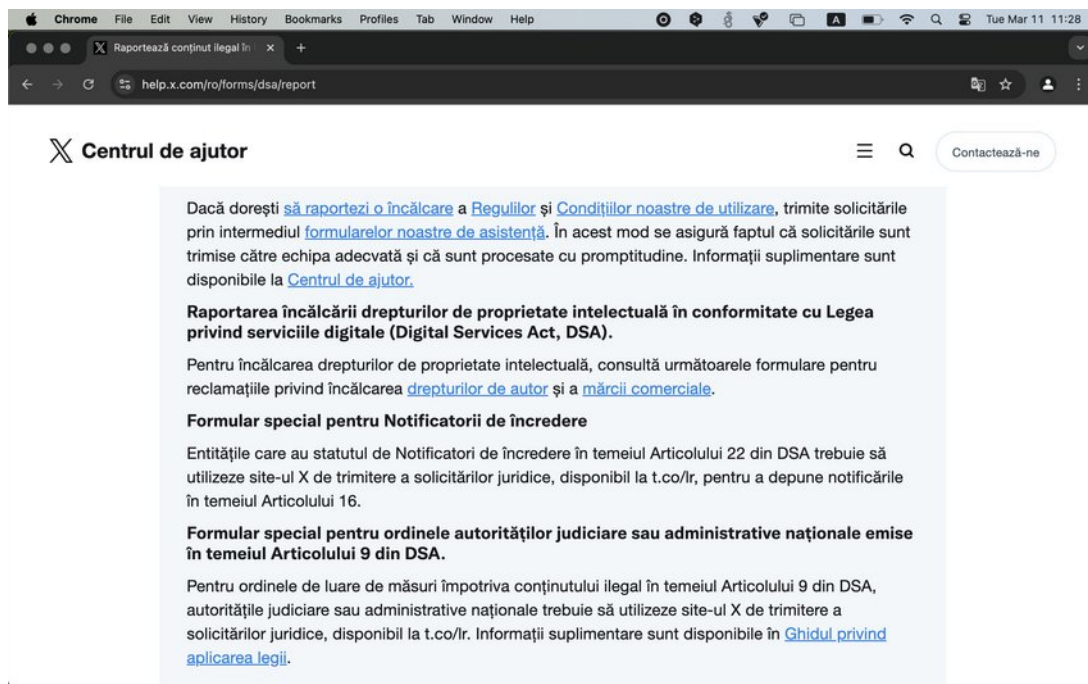 Chrome File Edit View History Bookmarks Profiles Tab Window Help A Tue Mar 11 11:28
Raportează conținut ilegal în
help.x.com/ro/forms/dsa/report
X Centrul de ajutor
Contactează-ne
Dacă dorești să raportezi o încălcare a Regulilor și Condițiilor noastre de utilizare, trimite solicitările
prin intermediul formularelor noastre de asistență. În acest mod se asigură faptul că solicitările sunt
trimise către echipa adecvată și că sunt procesate cu promptitudine. Informații suplimentare sunt
disponibile la Centrul de ajutor.
Raportarea încălcării drepturilor de proprietate intelectuală în conformitate cu Legea
privind serviciile digitale (Digital Services Act, DSA).
Pentru încălcarea drepturilor de proprietate intelectuală, consultă următoarele formulare pentru
reclamațiile privind încălcarea drepturilor de autor și a mărcii comerciale.
Formular special pentru Notificatorii de încredere
Entitățile care au statutul de Notificatori de încredere în temeiul Articolului 22 din DSA trebuie să
utilizeze site-ul X de trimitere a solicitărilor juridice, disponibil la t.co/lr, pentru a depune notificările
în temeiul Articolului 16.
Formular special pentru ordinele autorităților judiciare sau administrative naționale emise
în temeiul Articolului 9 din DSA.
Pentru ordinele de luare de măsuri împotriva conținutului ilegal în temeiul Articolului 9 din DSA,
autoritățile judiciare sau administrative naționale trebuie să utilizeze site-ul X de trimitere a
solicitărilor juridice, disponibil la t.co/lr. Informații suplimentare sunt disponibile în Ghidul privind
aplicarea legii.